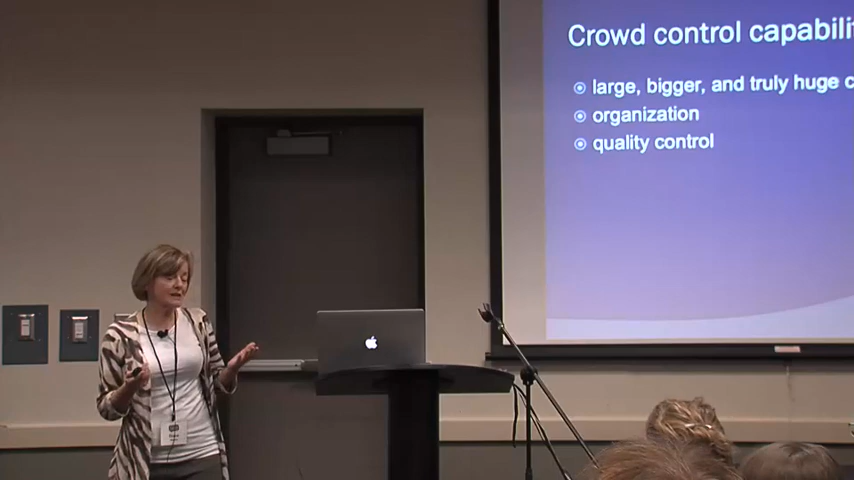 Crowd control capabilit
large, bigger, and truly huge c
organization
quality control